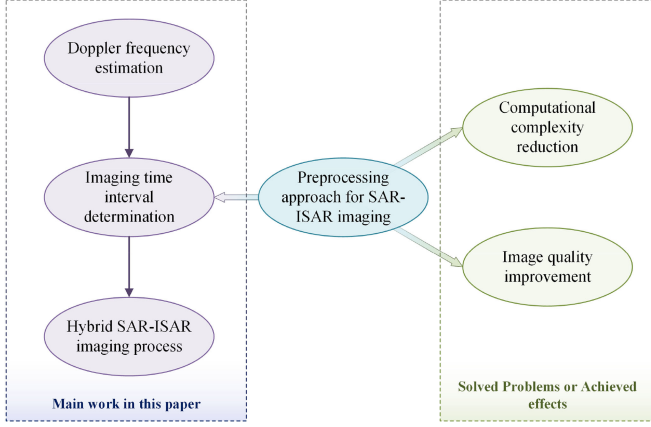 Doppler frequency
estimation
Imaging time
interval
determination
Hybrid SAR-ISAR
imaging process
Main work in this paper
Preprocessing
approach for SAR-
ISAR imaging
Computational
complexity
reduction
Image quality
improvement
Solved Problems or Achieved
effects